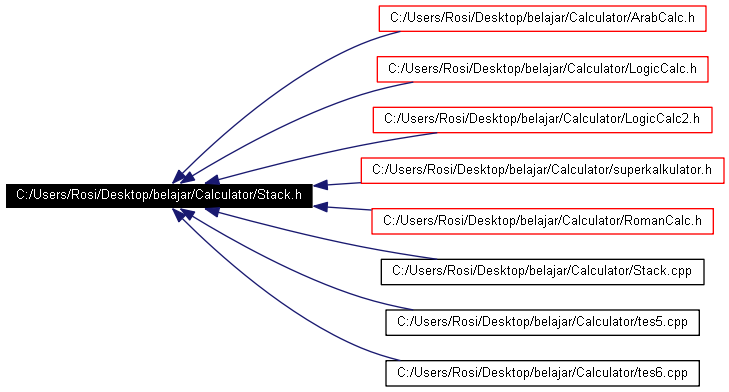 C:/Users/Rosi/Desktop/belajar/Calculator/ArabCalc.h
C:/Users/Rosi/Desktop/belajar/Calculator/LogicCalc.h
C:/Users/Rosi/Desktop/belajar/Calculator/LogicCalc2.h
C:/Users/Rosi/Desktop/belajar/Calculator/superkalkulator.h
C:/Users/Rosi/Desktop/belajar/Calculator/Stack.h
C:/Users/Rosi/Desktop/belajar/Calculator/RomanCalc.h
C:/Users/Rosi/Desktop/belajar/Calculator/Stack.cpp
C:/Users/Rosi/Desktop/belajar/Calculator/tes5.cpp
C:/Users/Rosi/Desktop/belajar/Calculator/tes6.cpp